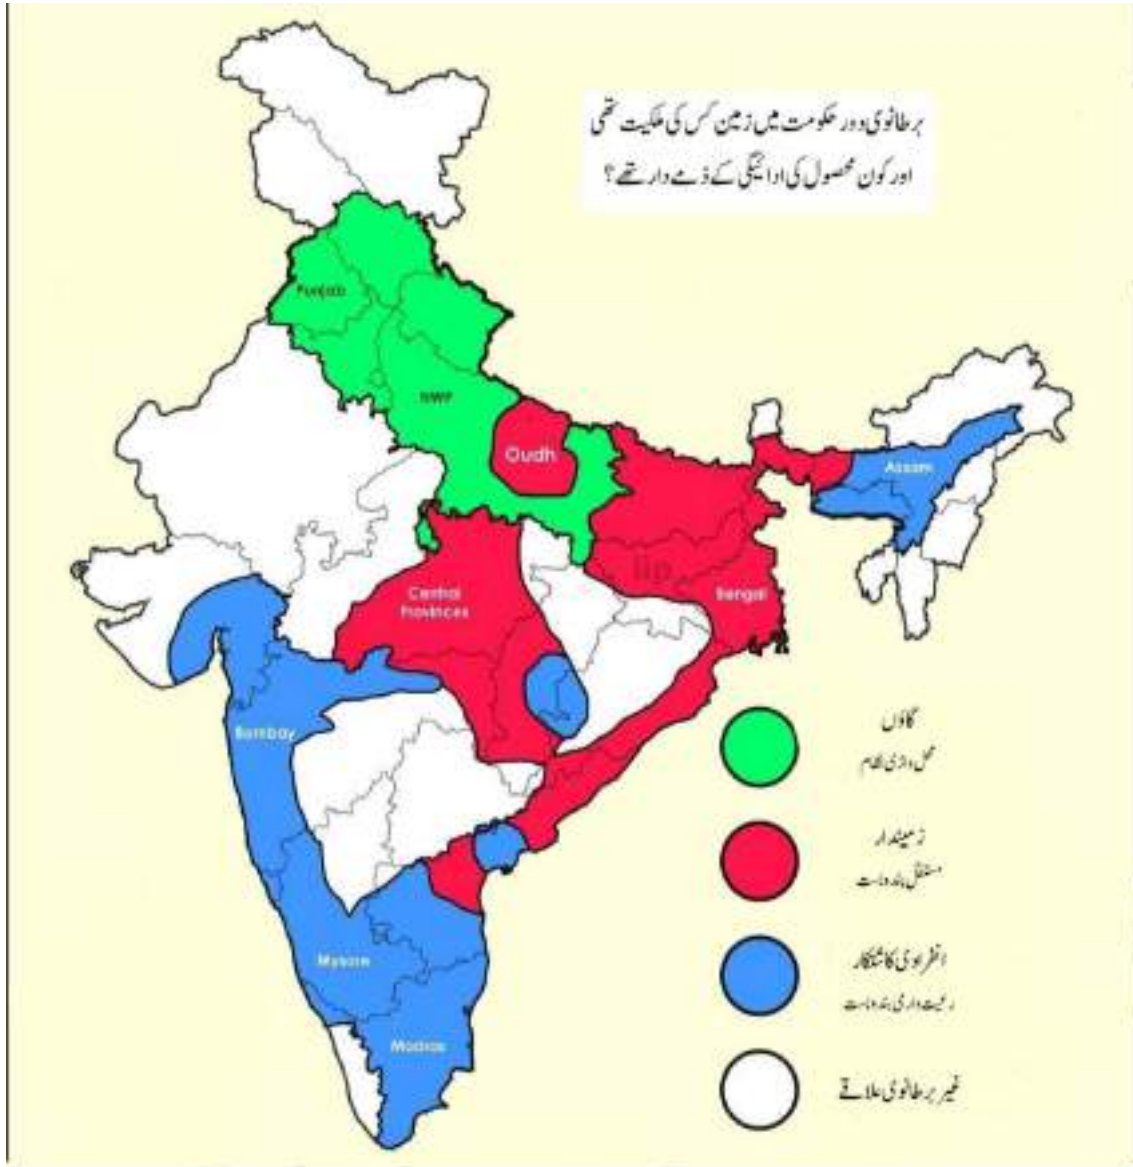 برطانوی دور حکومت میں زمین کس کی ملکیت تھی
اور کون محصول کی ادائیگی کے ذمے دار تھے؟
Punjab
NWP
Oudh
Assam
Central
Provinces
Bengal
Bombay
Mysore
Madras
گاؤں
محل واڑی نظام
زمیندار
مستقل بندوبست
انفرادی کاشتکار
رعیت داری بندوبست
غیر برطانوی علاقے